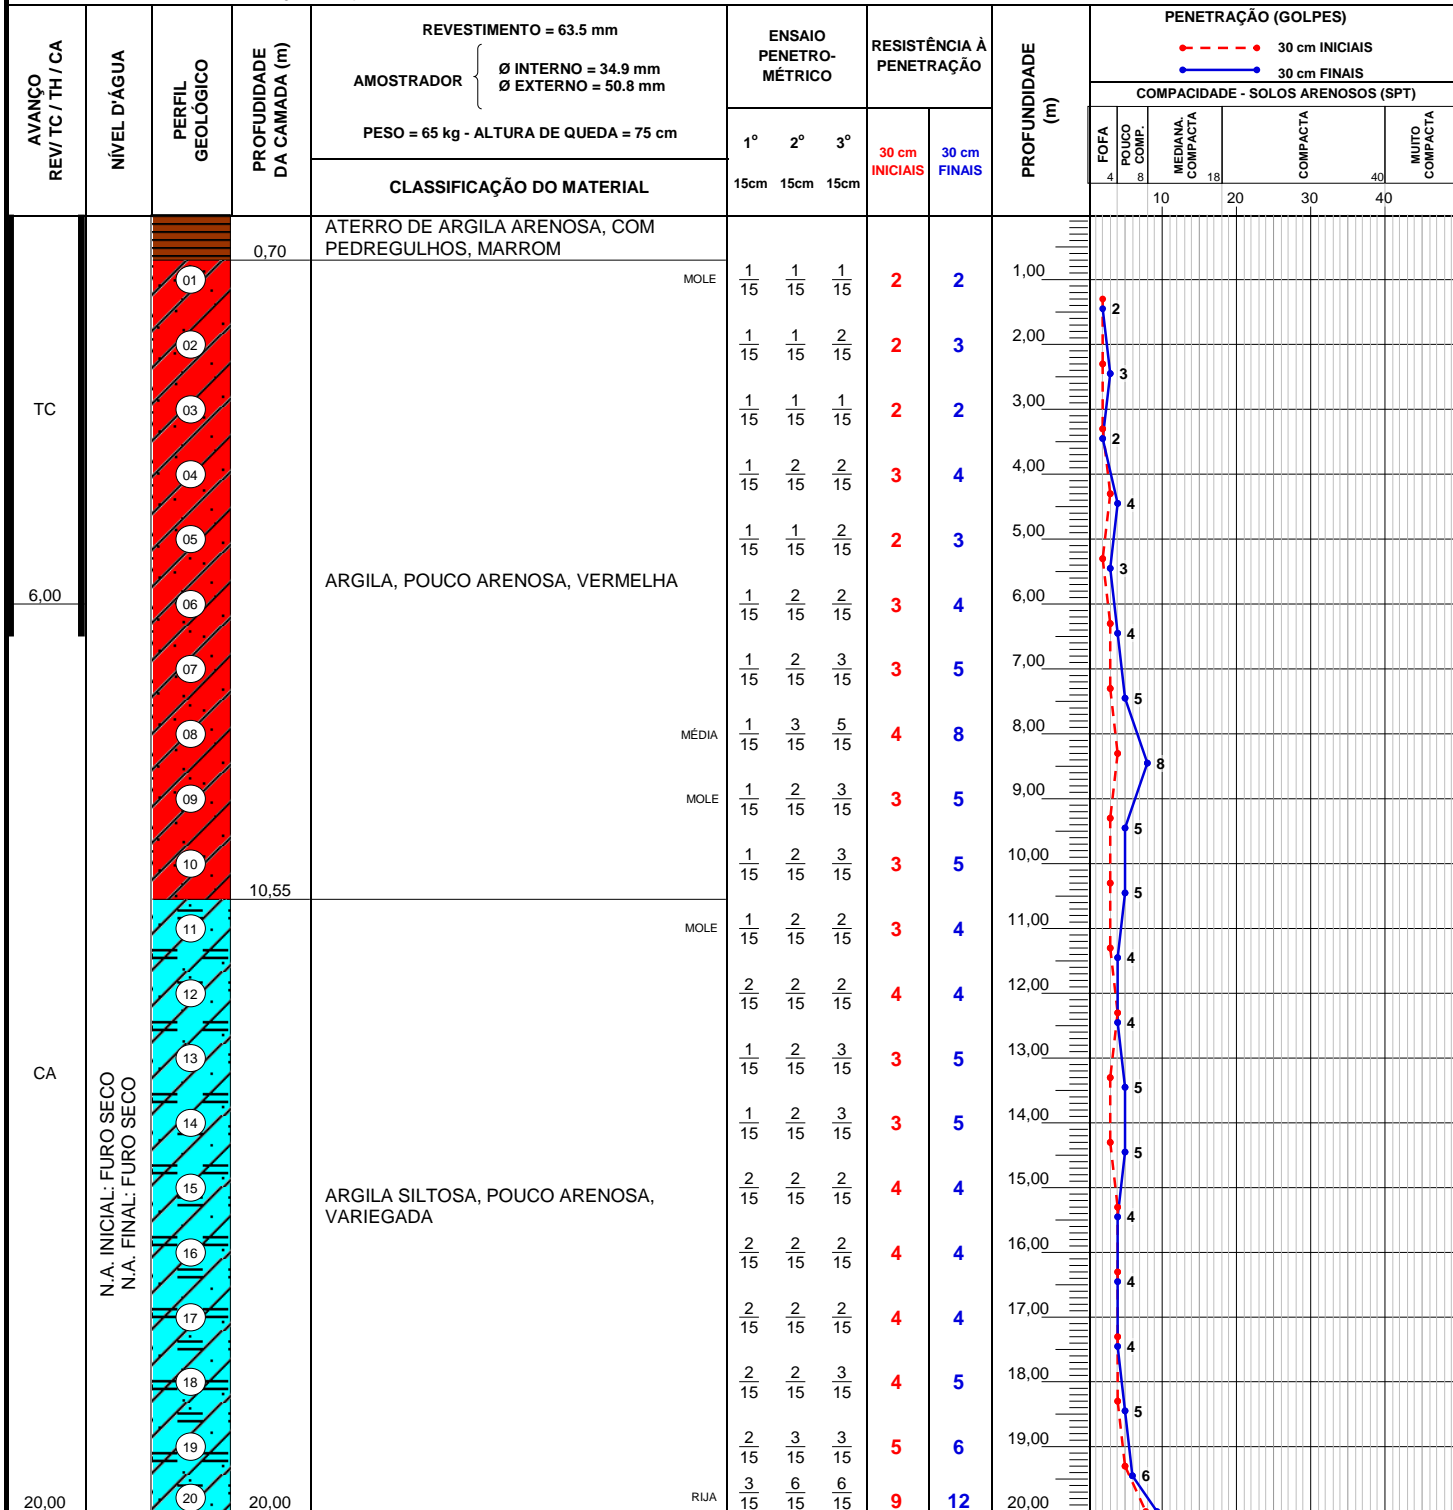 AVANÇO
REV/ TC / TH / CA
NÍVEL D'ÁGUA
PERFIL
GEOLÓGICO
PROFUDIDADE
DA CAMADA (m)
REVESTIMENTO = 63.5 mm
AMOSTRADOR
Ø INTERNO = 34.9 mm
Ø EXTERNO = 50.8 mm
PESO = 65 kg - ALTURA DE QUEDA = 75 cm
CLASSIFICAÇÃO DO MATERIAL
ENSAIO
PENETRO-
MÉTRICO
1º 2º 3º
15cm 15cm 15cm
RESISTÊNCIA À
PENETRAÇÃO
30 cm
INICIAIS
30 cm
FINAIS
PROFUNDIDADE
(m)
PENETRAÇÃO (GOLPES)
30 cm INICIAIS
30 cm FINAIS
COMPACIDADE - SOLOS ARENOSOS (SPT)
FOFA
POUCO
COMP.
MEDIANA.
COMPACTA
COMPACTA
MUITO
COMPACTA
4 8 18 40
10 20 30 40
ATERRO DE ARGILA ARENOSA, COM
PEDREGULHOS, MARROM
0,70
01 MOLE 1/15 1/15 1/15 2 2 1,00 2
02 1/15 1/15 2/15 2 3 2,00 3
TC
03 1/15 1/15 1/15 2 2 3,00 2
04 1/15 2/15 2/15 3 4 4,00 4
05 1/15 1/15 2/15 2 3 5,00 3
ARGILA, POUCO ARENOSA, VERMELHA
6,00
06 1/15 2/15 2/15 3 4 6,00 4
07 1/15 2/15 3/15 3 5 7,00 5
08 MÉDIA 1/15 3/15 5/15 4 8 8,00 8
09 MOLE 1/15 2/15 3/15 3 5 9,00 5
10 1/15 2/15 3/15 3 5 10,00 5
10,55
11 MOLE 1/15 2/15 2/15 3 4 11,00 4
12 2/15 2/15 2/15 4 4 12,00 4
13 1/15 2/15 3/15 3 5 13,00 5
CA
N.A. INICIAL: FURO SECO
N.A. FINAL: FURO SECO
14 1/15 2/15 3/15 3 5 14,00 5
15 2/15 2/15 2/15 4 4 15,00 4
ARGILA SILTOSA, POUCO ARENOSA,
VARIEGADA
16 2/15 2/15 2/15 4 4 16,00 4
17 2/15 2/15 2/15 4 4 17,00 4
18 2/15 2/15 3/15 4 5 18,00 5
19 2/15 3/15 3/15 5 6 19,00 6
20,00 20 20,00 RIJA 3/15 6/15 6/15 9 12 20,00